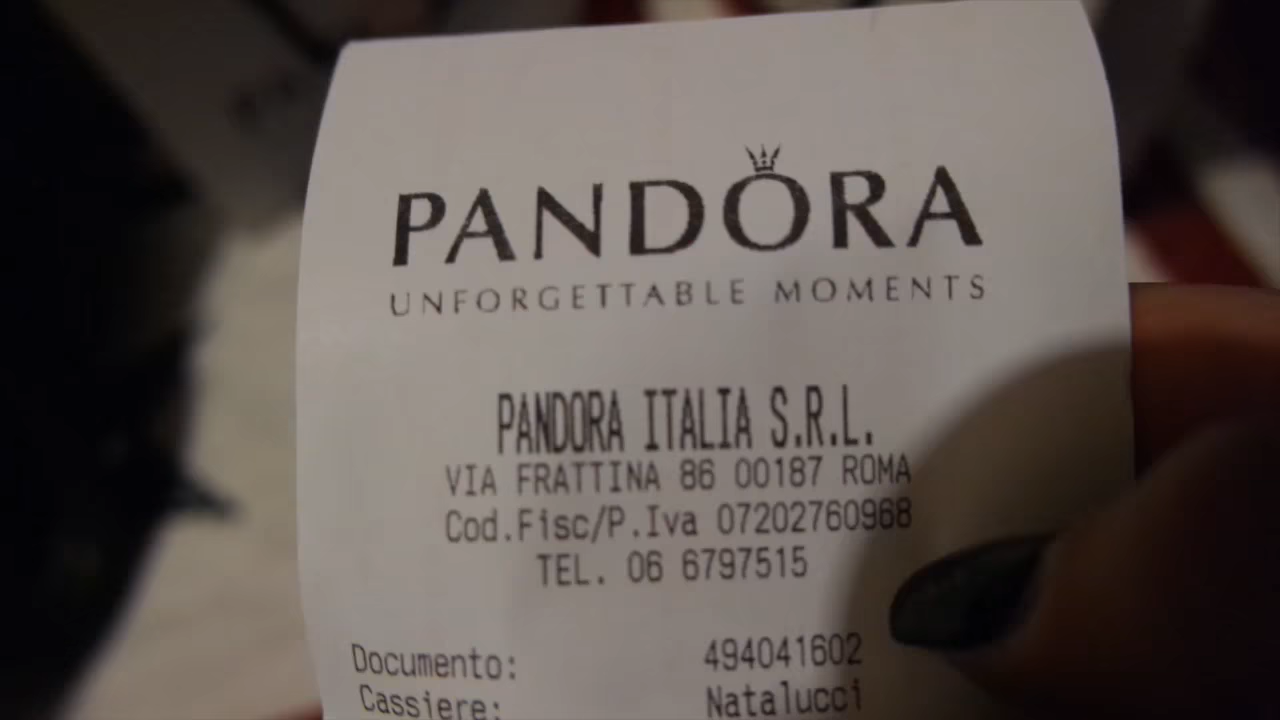 PANDORA
UNFORGETTABLE MOMENTS
PANDORA ITALIA S.R.L.
VIA FRATTINA 86 00187 ROMA
Cod.Fisc/P.Iva 07202760968
TEL. 06 6797515
Documento: 494041602
Cassiere: Natalucci